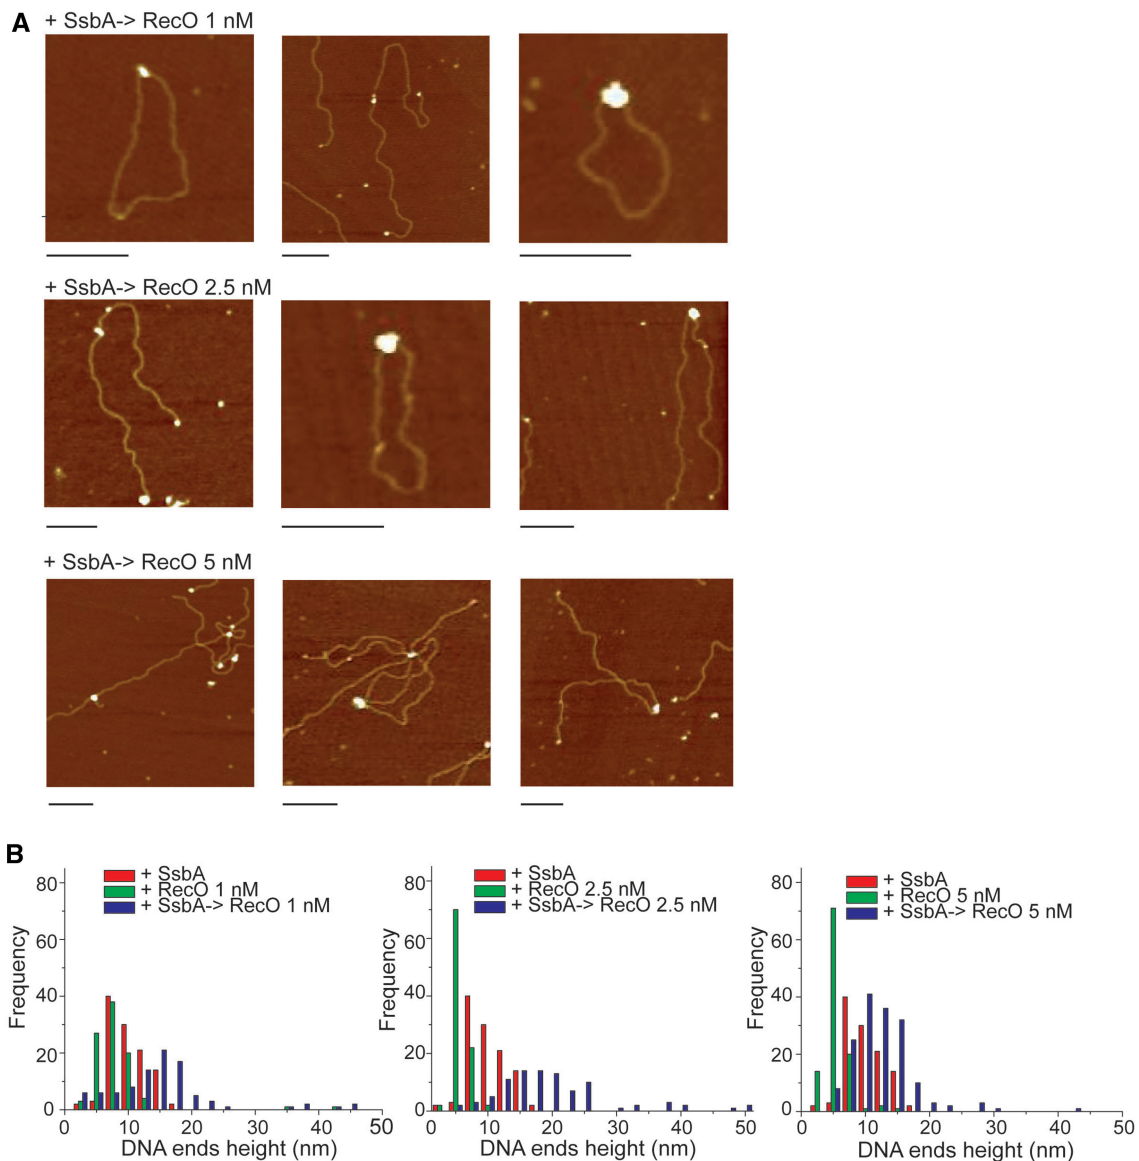 A
+ SsbA-> RecO 1 nM
+ SsbA-> RecO 2.5 nM
+ SsbA-> RecO 5 nM
B
+ SsbA
+ RecO 1 nM
+ SsbA-> RecO 1 nM
80
60
40
20
0
Frequency
0 10 20 30 40 50
DNA ends height (nm)
+ SsbA
+ RecO 2.5 nM
+ SsbA-> RecO 2.5 nM
80
60
40
20
0
Frequency
0 10 20 30 40 50
DNA ends height (nm)
+ SsbA
+ RecO 5 nM
+ SsbA-> RecO 5 nM
80
60
40
20
0
Frequency
0 10 20 30 40 50
DNA ends height (nm)